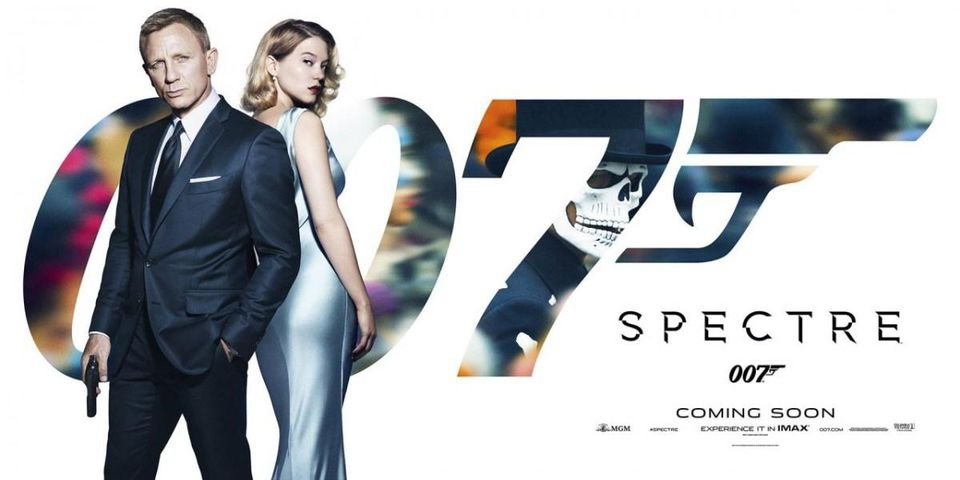 007
SPECTRE
007
COMING SOON
MGM #SPECTRE EXPERIENCE IT IN IMAX 007.COM